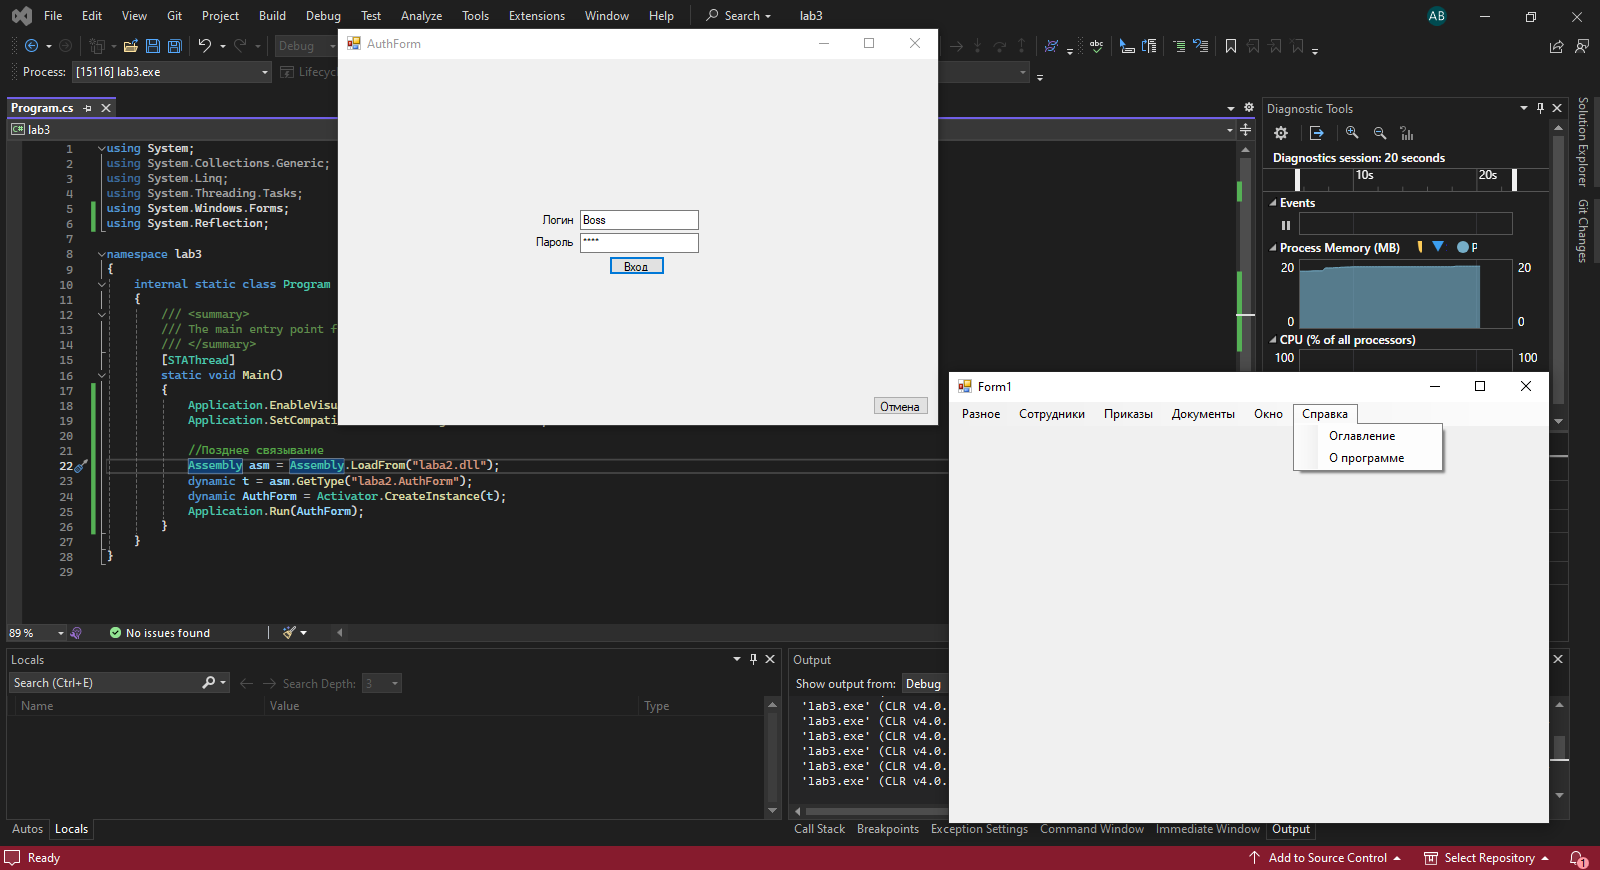 File Edit View Git Project Build Debug Test Analyze Tools Extensions Window Help Search lab3 AB
Debug
Process: [15116] lab3.exe Lifecycl
Program.cs
lab3
1 using System;
2 using System.Collections.Generic;
3 using System.Linq;
4 using System.Threading.Tasks;
5 using System.Windows.Forms;
6 using System.Reflection;
7
8 namespace lab3
9 {
10 internal static class Program
11 {
12 /// <summary>
13 /// The main entry point f
14 /// </summary>
15 [STAThread]
16 static void Main()
17 {
18 Application.EnableVisu
19 Application.SetCompati
20
21 //Позднее связывание
22 Assembly asm = Assembly.LoadFrom("laba2.dll");
23 dynamic t = asm.GetType("laba2.AuthForm");
24 dynamic AuthForm = Activator.CreateInstance(t);
25 Application.Run(AuthForm);
26 }
27 }
28 }
29
89 % No issues found
AuthForm
Логин Boss
Пароль ****
Вход
Отмена
Diagnostic Tools
Diagnostics session: 20 seconds
10s 20s
Events
Process Memory (MB) P
20 20
0 0
CPU (% of all processors)
100 100
Solution Explorer
Git Changes
Form1
Разное Сотрудники Приказы Документы Окно Справка
Оглавление
О программе
Locals
Search (Ctrl+E) Search Depth: 3
Name Value Type
Autos Locals
Output
Show output from: Debug
'lab3.exe' (CLR v4.0.
'lab3.exe' (CLR v4.0.
'lab3.exe' (CLR v4.0.
'lab3.exe' (CLR v4.0.
'lab3.exe' (CLR v4.0.
'lab3.exe' (CLR v4.0.
Call Stack Breakpoints Exception Settings Command Window Immediate Window Output
Ready Add to Source Control Select Repository 1